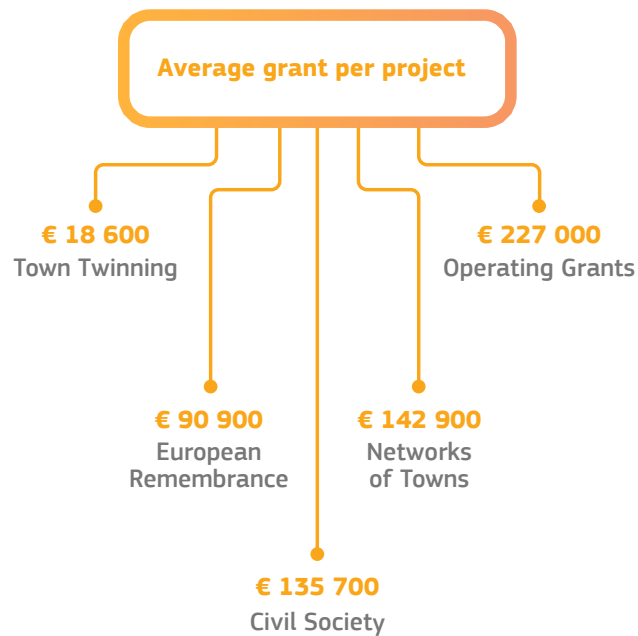 Average grant per project
€ 18 600
Town Twinning
€ 227 000
Operating Grants
€ 90 900
European
Remembrance
€ 142 900
Networks
of Towns
€ 135 700
Civil Society